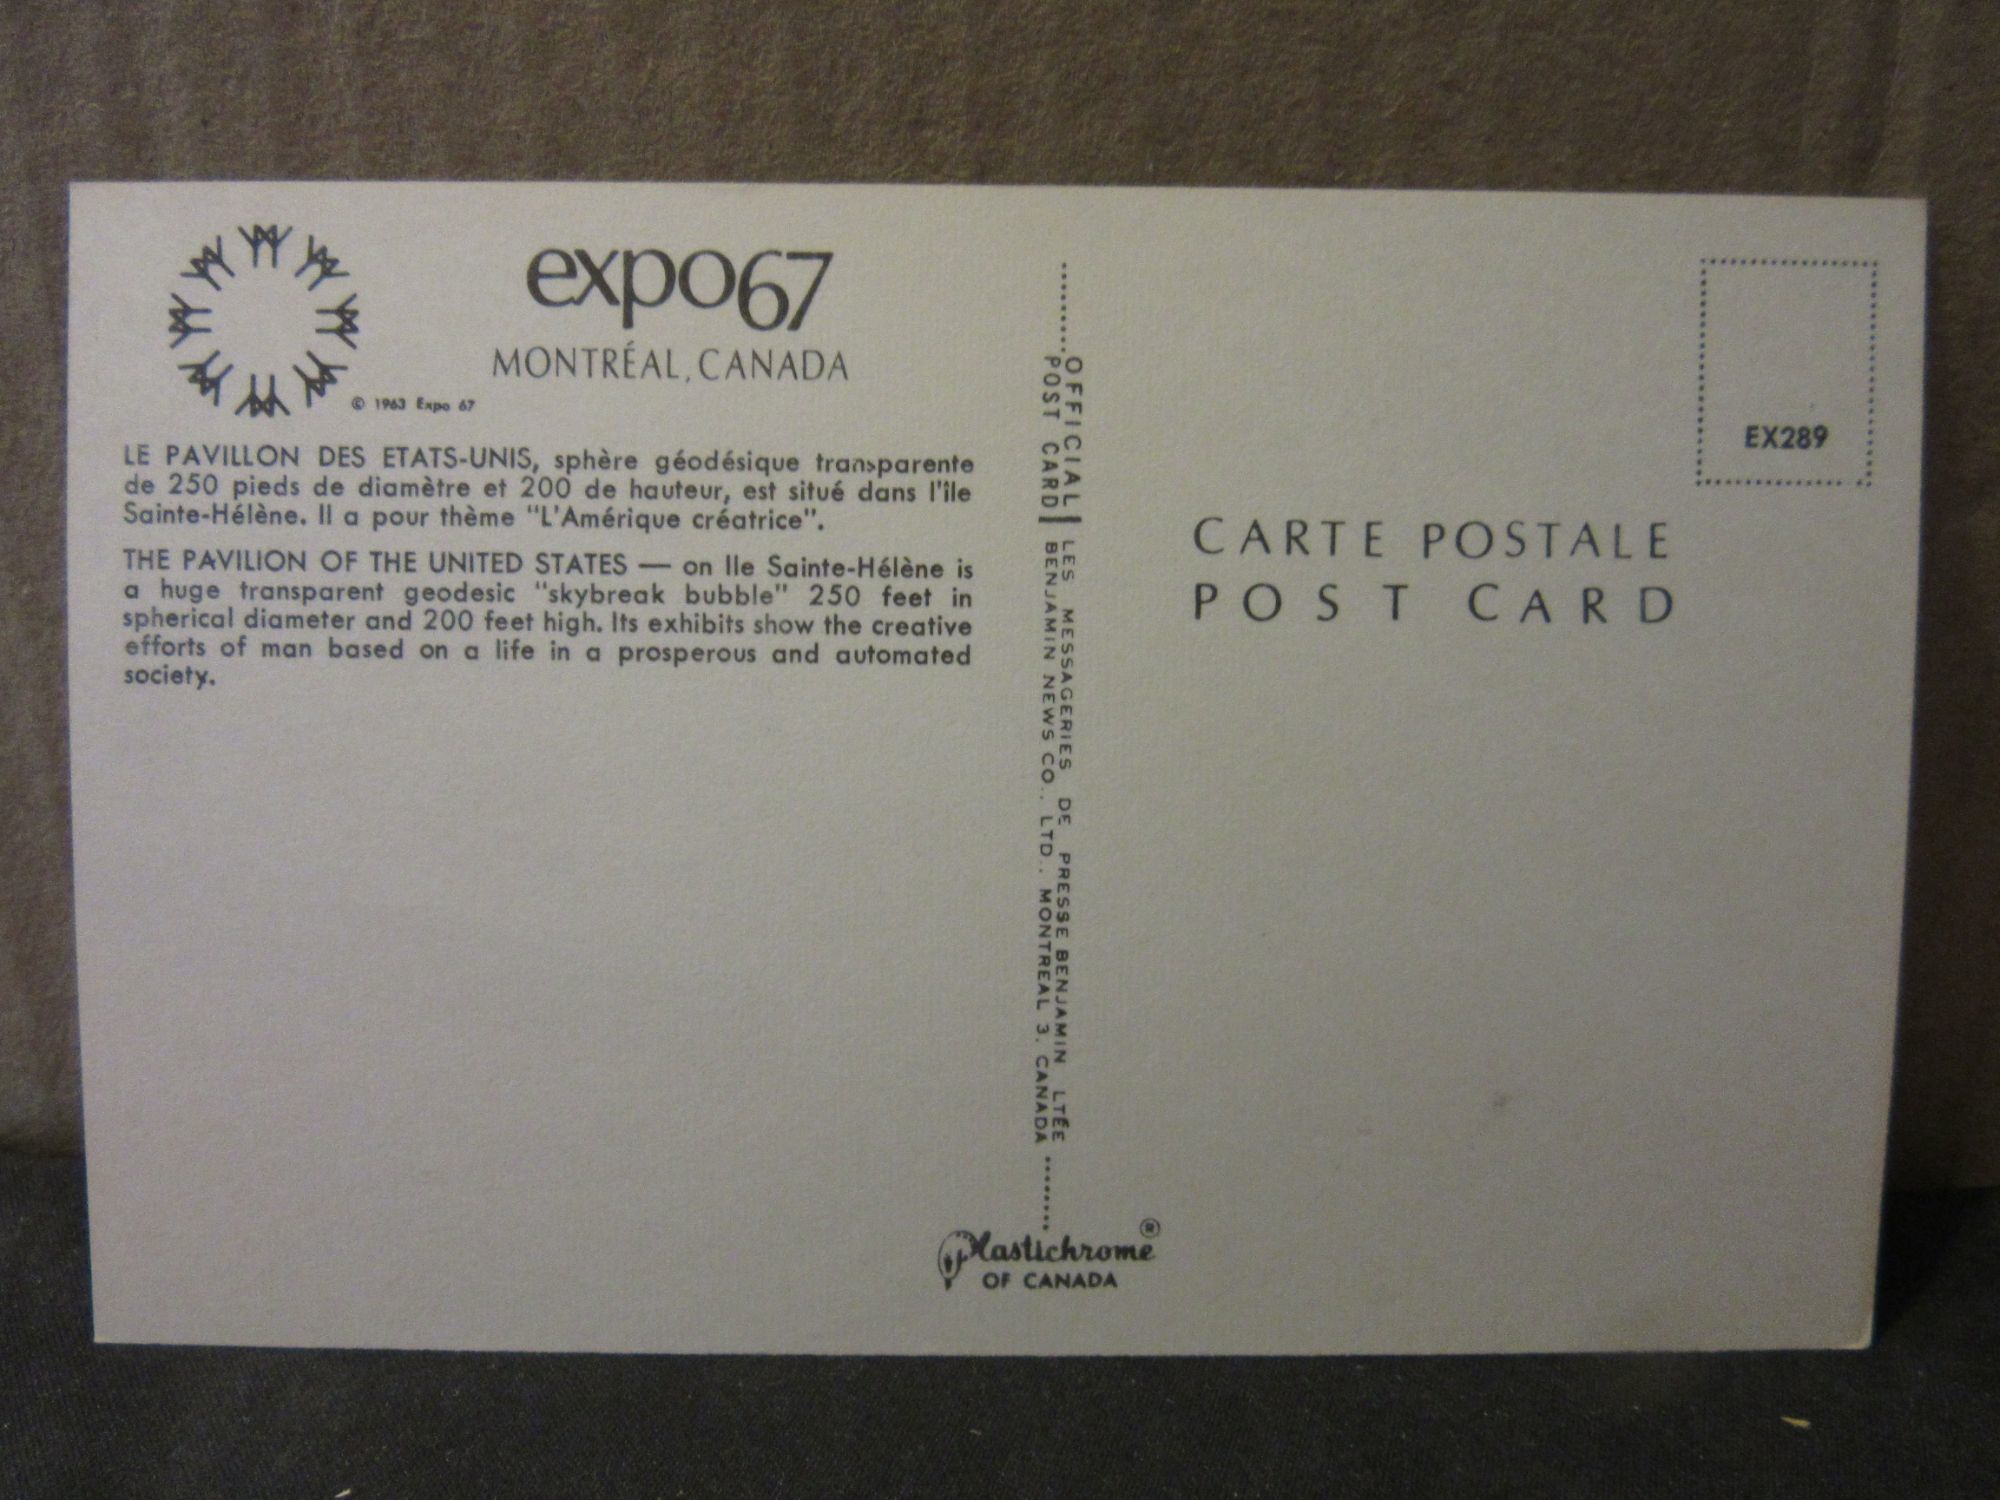 expo67
MONTRÉAL, CANADA
© 1963 Expo 67
LE PAVILLON DES ETATS-UNIS, sphère géodésique transparente
de 250 pieds de diamètre et 200 de hauteur, est situé dans l'île
Sainte-Hélène. Il a pour thème "L'Amérique créatrice".
THE PAVILION OF THE UNITED STATES — on Ile Sainte-Hélène is
a huge transparent geodesic "skybreak bubble" 250 feet in
spherical diameter and 200 feet high. Its exhibits show the creative
efforts of man based on a life in a prosperous and automated
society.
OFFICIAL | LES MESSAGERIES DE PRESSE BENJAMIN LTÉE
POST CARD | BENJAMIN NEWS CO., LTD., MONTREAL 3, CANADA
Plastichrome®
OF CANADA
EX289
CARTE POSTALE
POST CARD